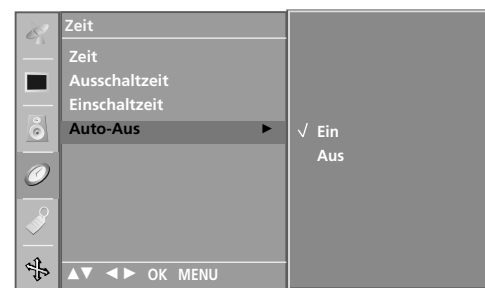 Zeit
Zeit
Ausschaltzeit
Einschaltzeit
Auto-Aus ►
√ Ein
Aus
▲▼ ◄► OK MENU